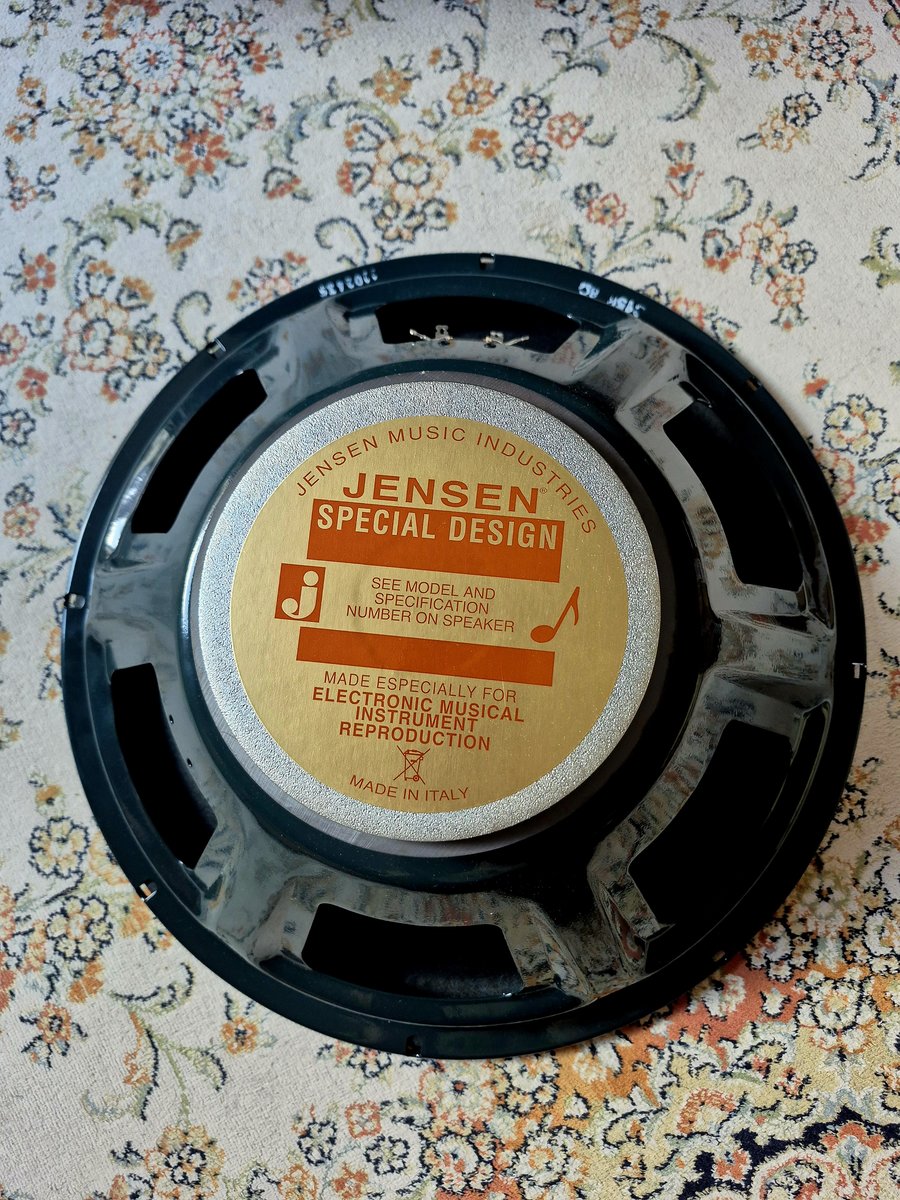 JENSEN MUSIC INDUSTRIES
JENSEN®
SPECIAL DESIGN
j
SEE MODEL AND
SPECIFICATION
NUMBER ON SPEAKER
MADE ESPECIALLY FOR
ELECTRONIC MUSICAL
INSTRUMENT
REPRODUCTION
MADE IN ITALY
8Ω